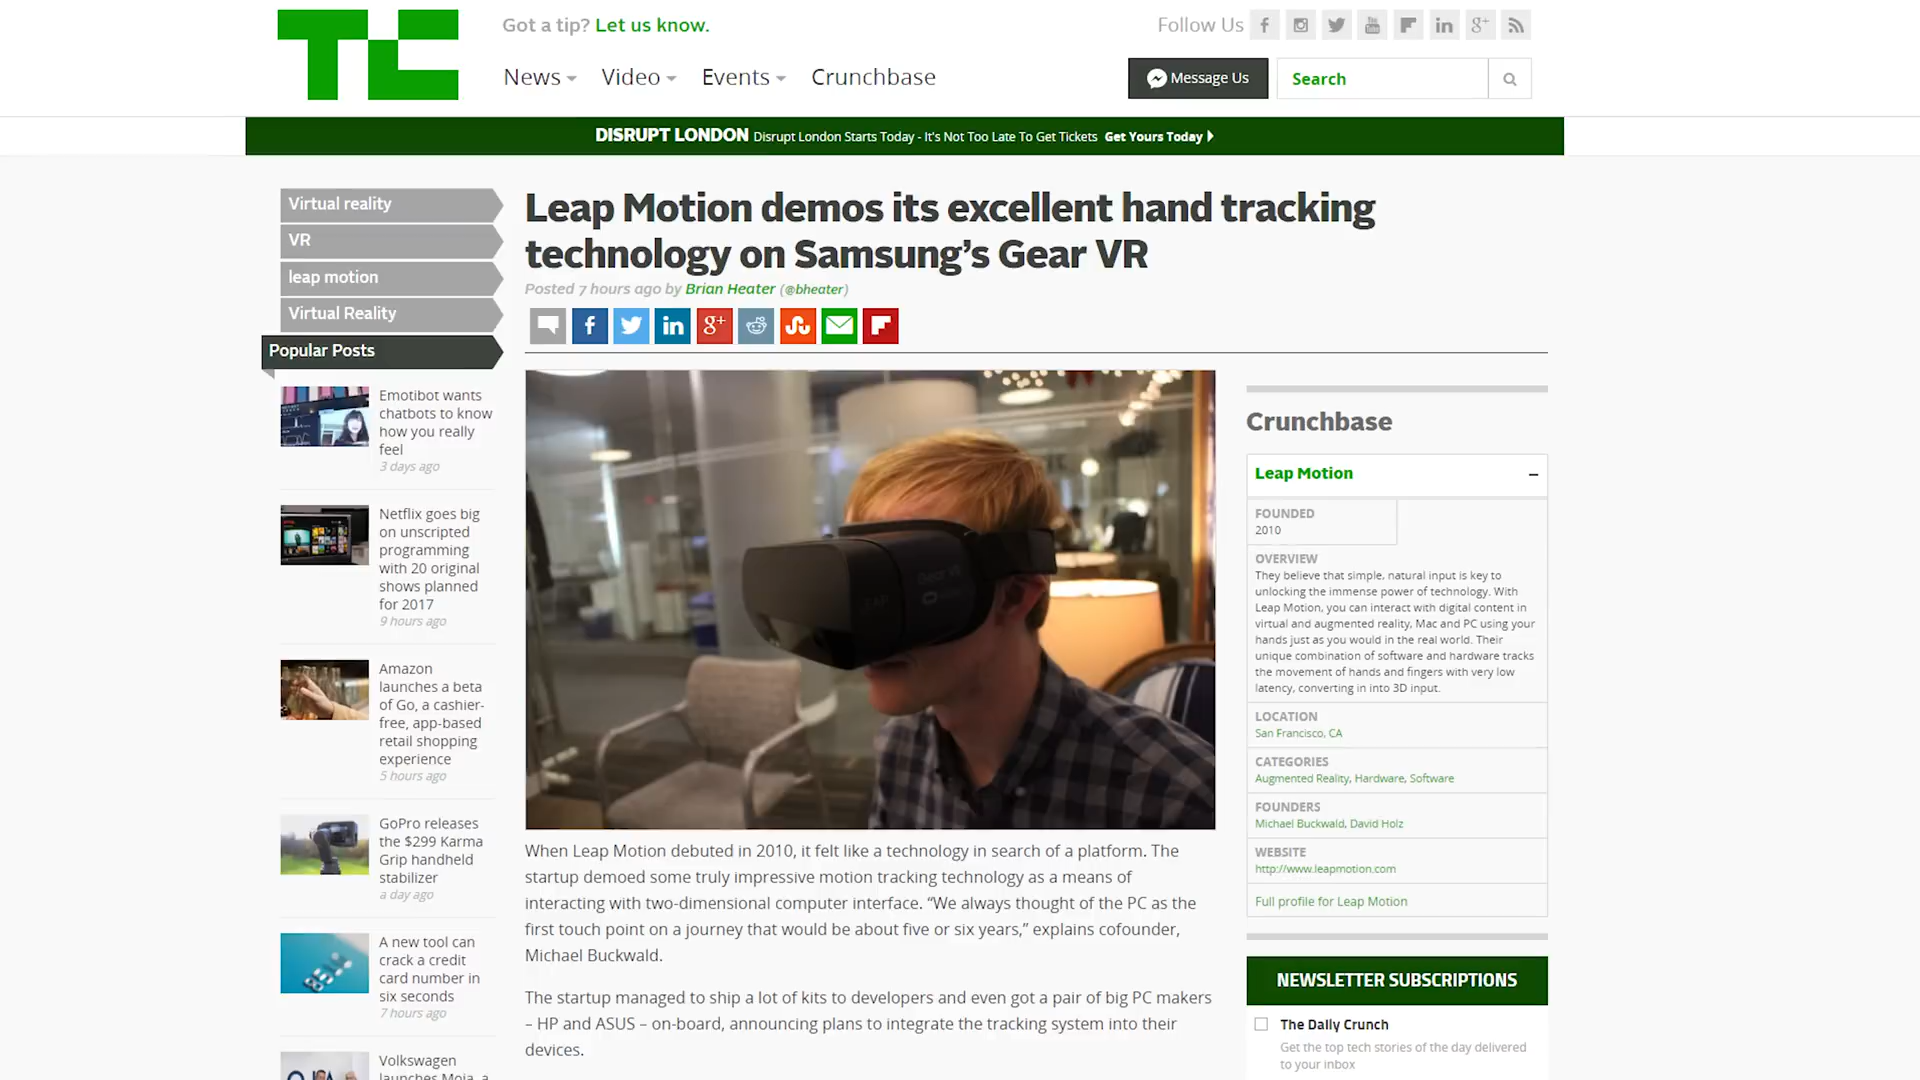 TC
Got a tip? Let us know.
Follow Us
News Video Events Crunchbase
Message Us
Search
DISRUPT LONDON Disrupt London Starts Today - It's Not Too Late To Get Tickets Get Yours Today
Virtual reality
VR
leap motion
Virtual Reality
Popular Posts
Emotibot wants
chatbots to know
how you really
feel
3 days ago
Netflix goes big
on unscripted
programming
with 20 original
shows planned
for 2017
9 hours ago
Amazon
launches a beta
of Go, a cashier-
free, app-based
retail shopping
experience
5 hours ago
GoPro releases
the $299 Karma
Grip handheld
stabilizer
a day ago
A new tool can
crack a credit
card number in
six seconds
7 hours ago
Volkswagen
launches Moia, a
Leap Motion demos its excellent hand tracking
technology on Samsung’s Gear VR
Posted 7 hours ago by Brian Heater (@bheater)
LEAP
Gear VR
When Leap Motion debuted in 2010, it felt like a technology in search of a platform. The
startup demoed some truly impressive motion tracking technology as a means of
interacting with two-dimensional computer interface. “We always thought of the PC as the
first touch point on a journey that would be about five or six years,” explains cofounder,
Michael Buckwald.
The startup managed to ship a lot of kits to developers and even got a pair of big PC makers
– HP and ASUS – on-board, announcing plans to integrate the tracking system into their
devices.
Crunchbase
Leap Motion
FOUNDED
2010
OVERVIEW
They believe that simple, natural input is key to
unlocking the immense power of technology. With
Leap Motion, you can interact with digital content in
virtual and augmented reality, Mac and PC using your
hands just as you would in the real world. Their
unique combination of software and hardware tracks
the movement of hands and fingers with very low
latency, converting in into 3D input.
LOCATION
San Francisco, CA
CATEGORIES
Augmented Reality, Hardware, Software
FOUNDERS
Michael Buckwald, David Holz
WEBSITE
http://www.leapmotion.com
Full profile for Leap Motion
NEWSLETTER SUBSCRIPTIONS
The Daily Crunch
Get the top tech stories of the day delivered
to your inbox